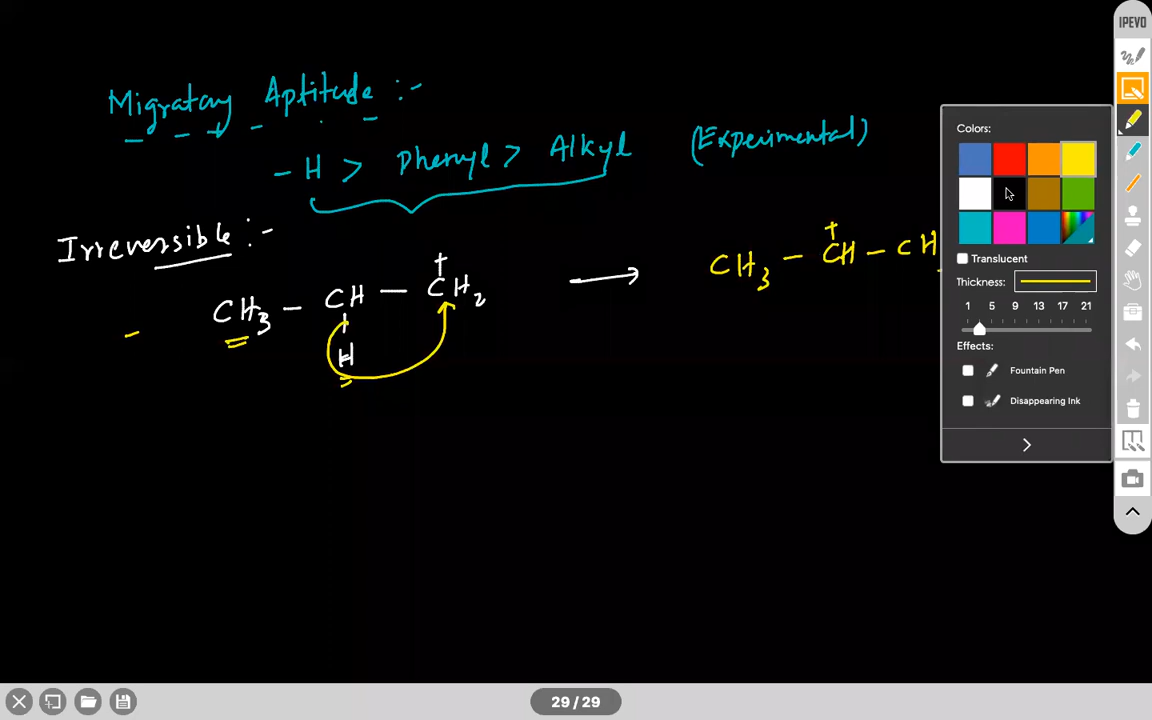 IPEVO
Migratory Aptitude :-
- H > Phenyl > Alkyl (Experimental)
Irreversible :-
CH3 - CH - CH2
+
H
→ CH3 - CH - CH
+
Colors:
Translucent
Thickness:
1 5 9 13 17 21
Effects:
Fountain Pen
Disappearing Ink
29 / 29